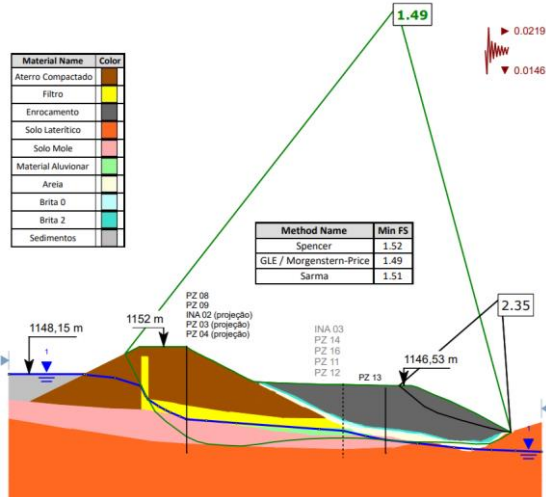 1.49
0.0219
0.0146
Material Name Color
Aterro Compactado
Filtro
Enrocamento
Solo Laterítico
Solo Mole
Material Aluvionar
Areia
Brita 0
Brita 2
Sedimentos
Method Name Min FS
Spencer 1.52
GLE / Morgenstern-Price 1.49
Sarma 1.51
2.35
PZ 08
PZ 09
INA 02 (projeção)
PZ 03 (projeção)
PZ 04 (projeção)
1152 m
1148,15 m
INA 03
PZ 14
PZ 16
PZ 11
PZ 12
PZ 13
1146,53 m
1
1